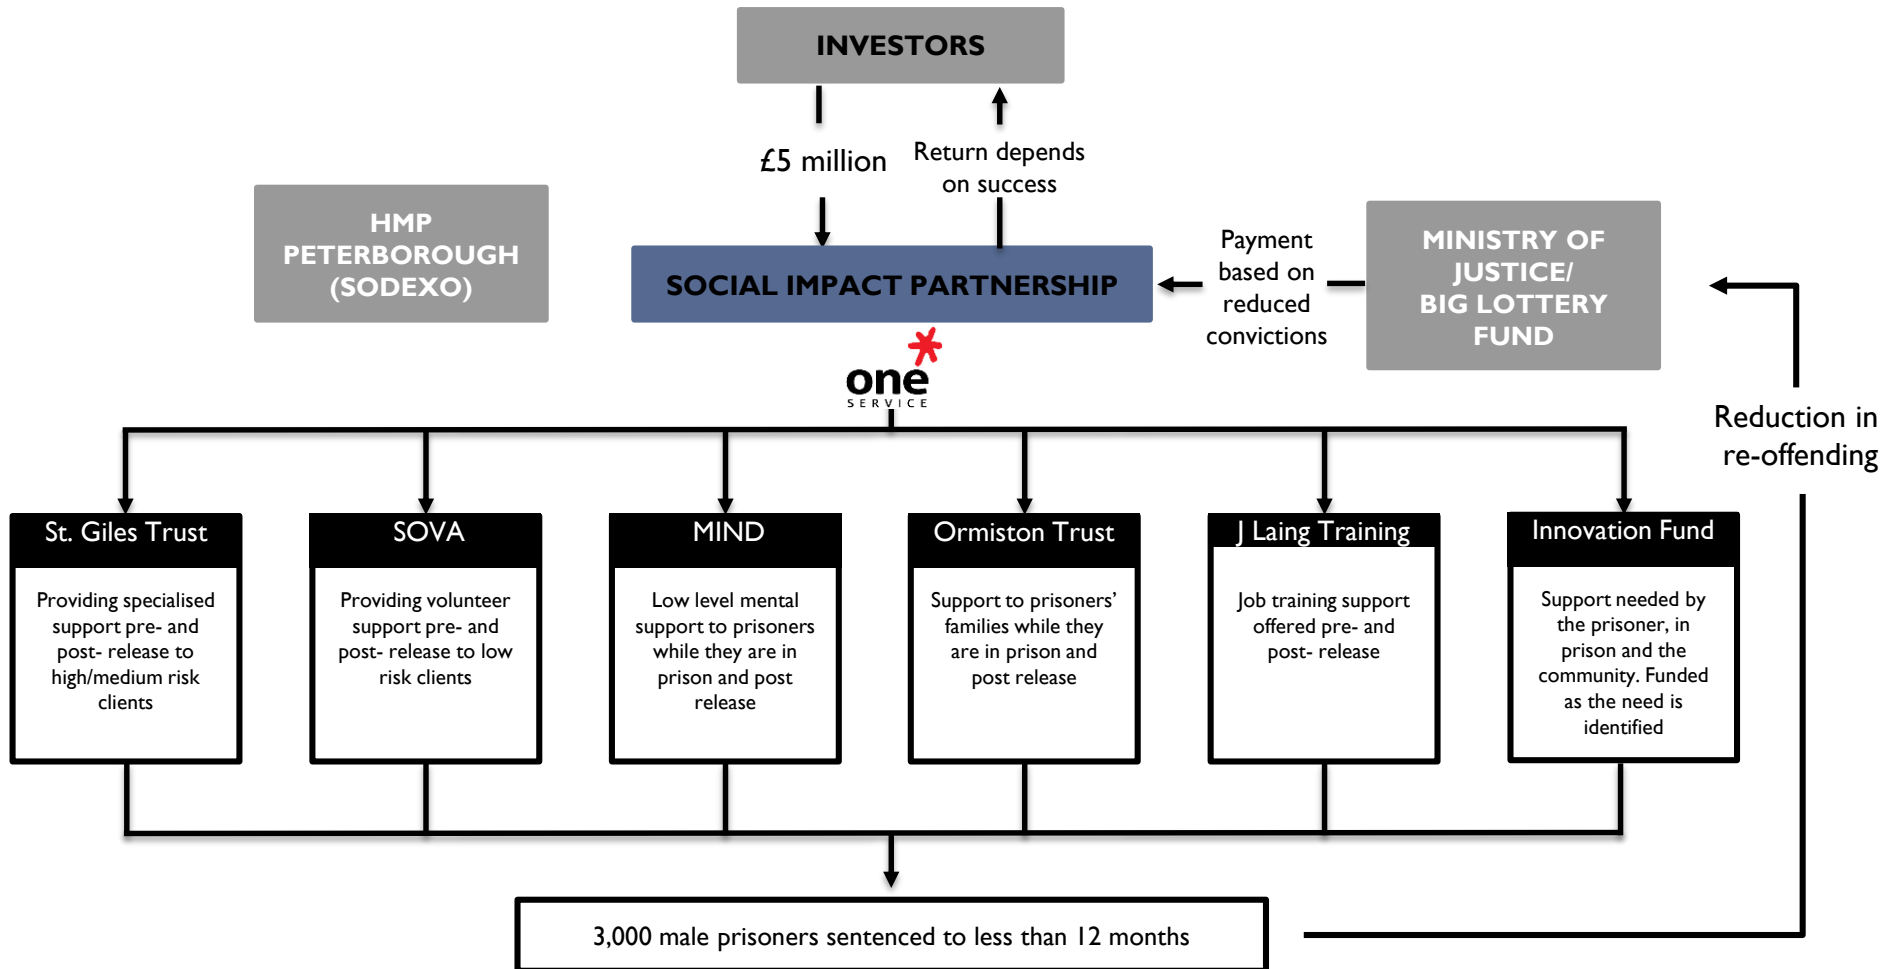 INVESTORS
£5 million
Return depends
on success
HMP
PETERBOROUGH
(SODEXO)
SOCIAL IMPACT PARTNERSHIP
Payment
based on
reduced
convictions
MINISTRY OF
JUSTICE/
BIG LOTTERY
FUND
one
SERVICE
Reduction in
re-offending
St. Giles Trust
Providing specialised
support pre- and
post- release to
high/medium risk
clients
SOVA
Providing volunteer
support pre- and
post- release to low
risk clients
MIND
Low level mental
support to prisoners
while they are in
prison and post
release
Ormiston Trust
Support to prisoners’
families while they
are in prison and
post release
J Laing Training
Job training support
offered pre- and
post- release
Innovation Fund
Support needed by
the prisoner, in
prison and the
community. Funded
as the need is
identified
3,000 male prisoners sentenced to less than 12 months